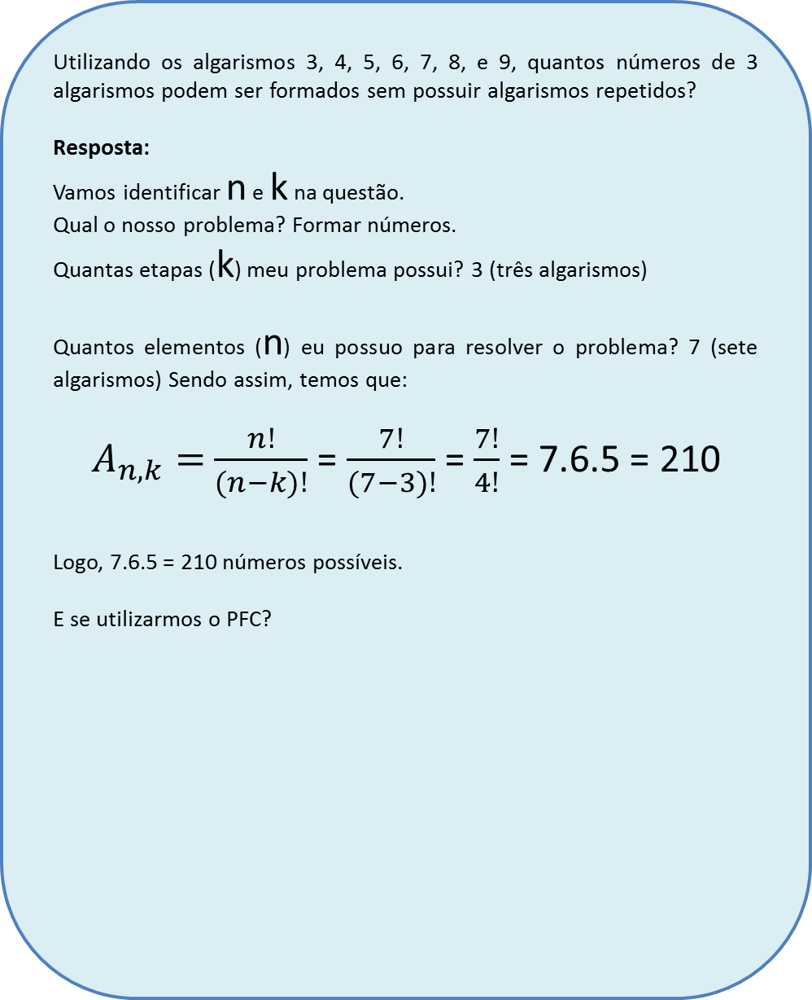 Utilizando os algarismos 3, 4, 5, 6, 7, 8, e 9, quantos números de 3
algarismos podem ser formados sem possuir algarismos repetidos?
Resposta:
Vamos identificar n e k na questão.
Qual o nosso problema? Formar números.
Quantas etapas (k) meu problema possui? 3 (três algarismos)
Quantos elementos (n) eu possuo para resolver o problema? 7 (sete
algarismos) Sendo assim, temos que:
A_{n,k} = n!/(n−k)! = 7!/(7−3)! = 7!/4! = 7.6.5 = 210
Logo, 7.6.5 = 210 números possíveis.
E se utilizarmos o PFC?